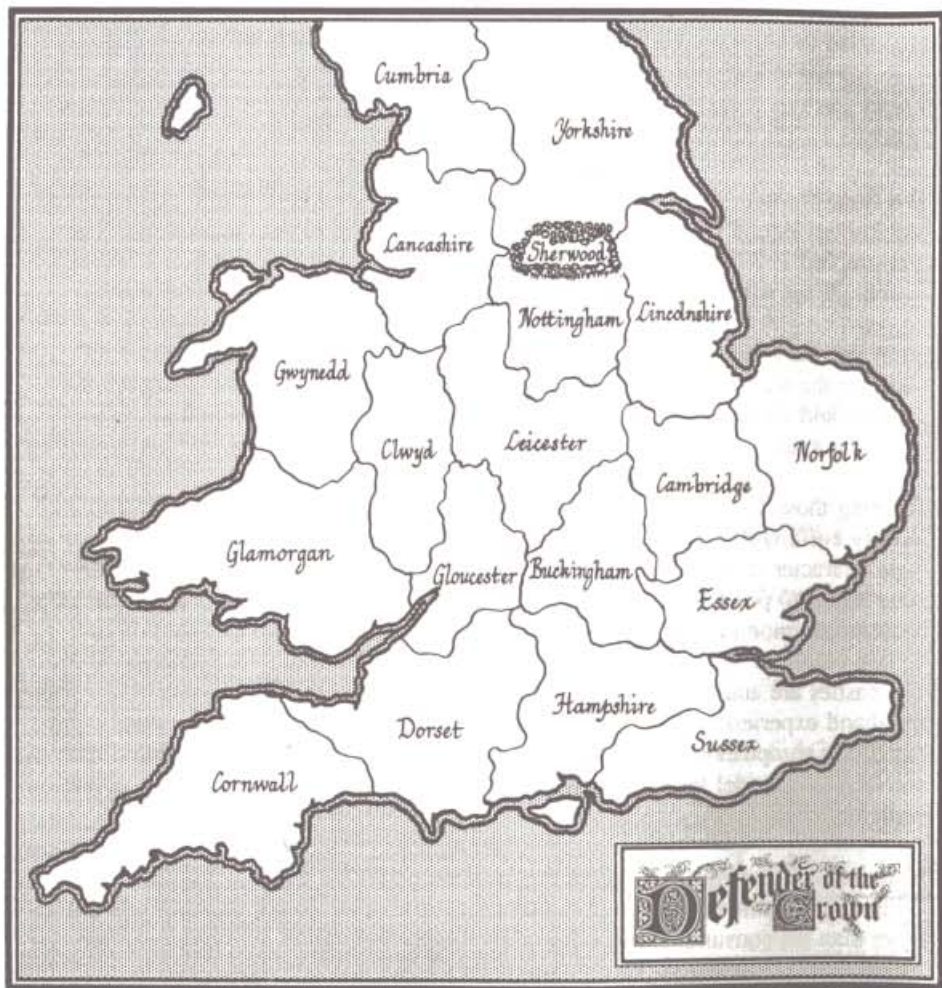 Cumbria
Yorkshire
Lancashire
Sherwood
Nottingham
Lincolnshire
Gwynedd
Clwyd
Leicester
Norfolk
Cambridge
Glamorgan
Gloucester
Buckingham
Essex
Hampshire
Dorset
Sussex
Cornwall
Defender of the
Crown